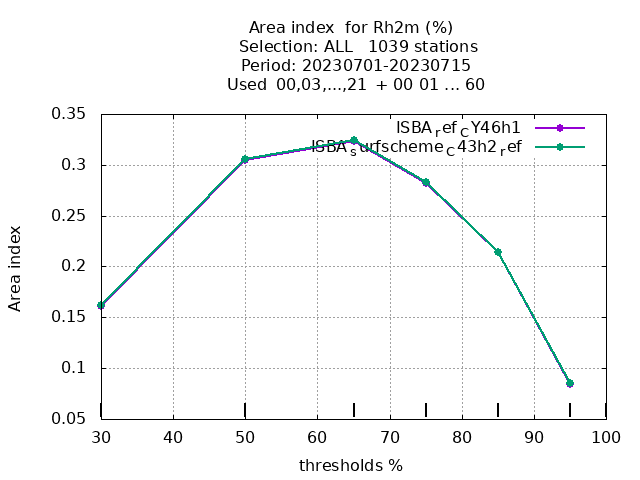 Area index  for Rh2m (%)
Selection: ALL   1039 stations
Period: 20230701-20230715
Used  00,03,...,21  + 00 01 ... 60
ISBA_ref_CY46h1
ISBA_surfscheme_C43h2_ref
0.35
0.3
0.25
0.2
0.15
0.1
0.05
Area index
30 40 50 60 70 80 90 100
thresholds %